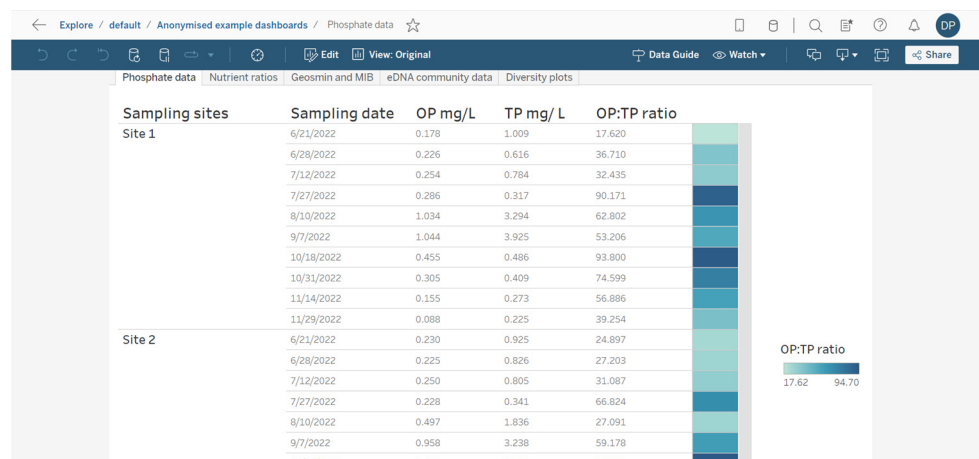 Explore / default / Anonymised example dashboards / Phosphate data
DP
Edit View: Original Data Guide Watch Share
Phosphate data Nutrient ratios Geosmin and MIB eDNA community data Diversity plots
Sampling sites Sampling date OP mg/L TP mg/ L OP:TP ratio
Site 1 6/21/2022 0.178 1.009 17.620
6/28/2022 0.226 0.616 36.710
7/12/2022 0.254 0.784 32.435
7/27/2022 0.286 0.317 90.171
8/10/2022 1.034 3.294 62.802
9/7/2022 1.044 3.925 53.206
10/18/2022 0.455 0.486 93.800
10/31/2022 0.305 0.409 74.599
11/14/2022 0.155 0.273 56.886
11/29/2022 0.088 0.225 39.254
Site 2 6/21/2022 0.230 0.925 24.897
6/28/2022 0.225 0.826 27.203
7/12/2022 0.250 0.805 31.087
7/27/2022 0.228 0.341 66.824
8/10/2022 0.497 1.836 27.091
9/7/2022 0.958 3.238 59.178
OP:TP ratio
17.62 94.70